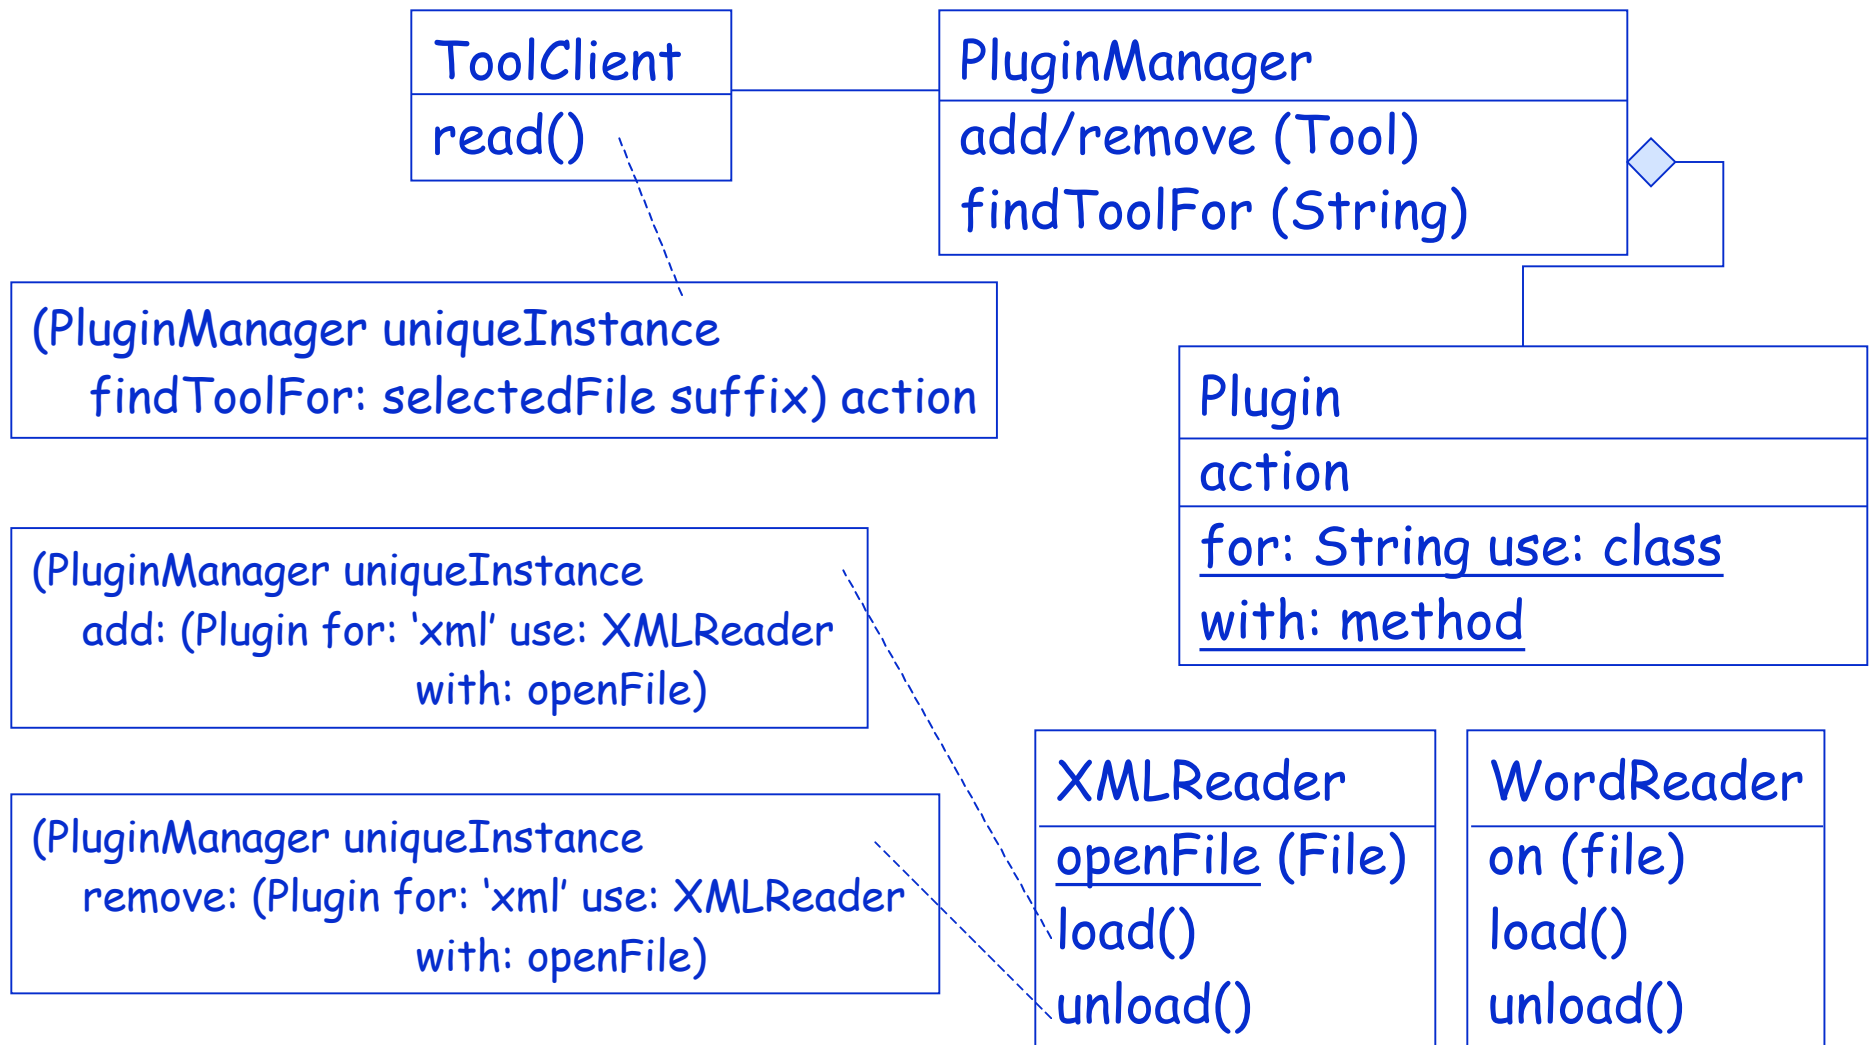 ToolClient
read()
PluginManager
add/remove (Tool)
findToolFor (String)
(PluginManager uniqueInstance
findToolFor: selectedFile suffix) action
Plugin
action
for: String use: class
with: method
(PluginManager uniqueInstance
add: (Plugin for: ‘xml’ use: XMLReader
with: openFile)
(PluginManager uniqueInstance
remove: (Plugin for: ‘xml’ use: XMLReader
with: openFile)
XMLReader
openFile (File)
load()
unload()
WordReader
on (file)
load()
unload()